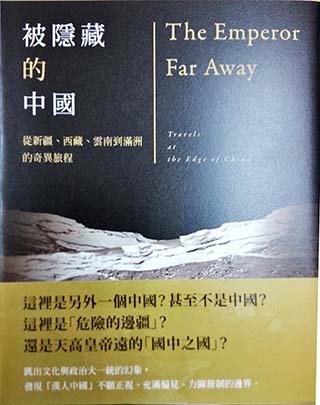 被隱藏
的
中國
從新疆、西藏、雲南到滿洲
的奇異旅程
The Emperor
Far Away
Travels
at
the Edge of China
這裡是另外一個中國？甚至不是中國？
這裡是「危險的邊疆」？
還是天高皇帝遠的「國中之國」？
跳出文化與政治大一統的幻象，
發現「漢人中國」不願正視、充滿偏見、力圖箝制的邊界。